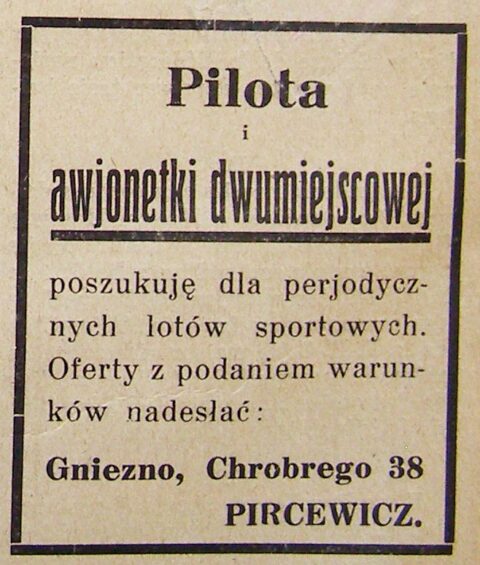 Pilota
i
awjonetki dwumiejscowej
poszukuję dla perjodycz-
nych lotów sportowych.
Oferty z podaniem warun-
ków nadesłać:
Gniezno, Chrobrego 38
PIRCEWICZ.